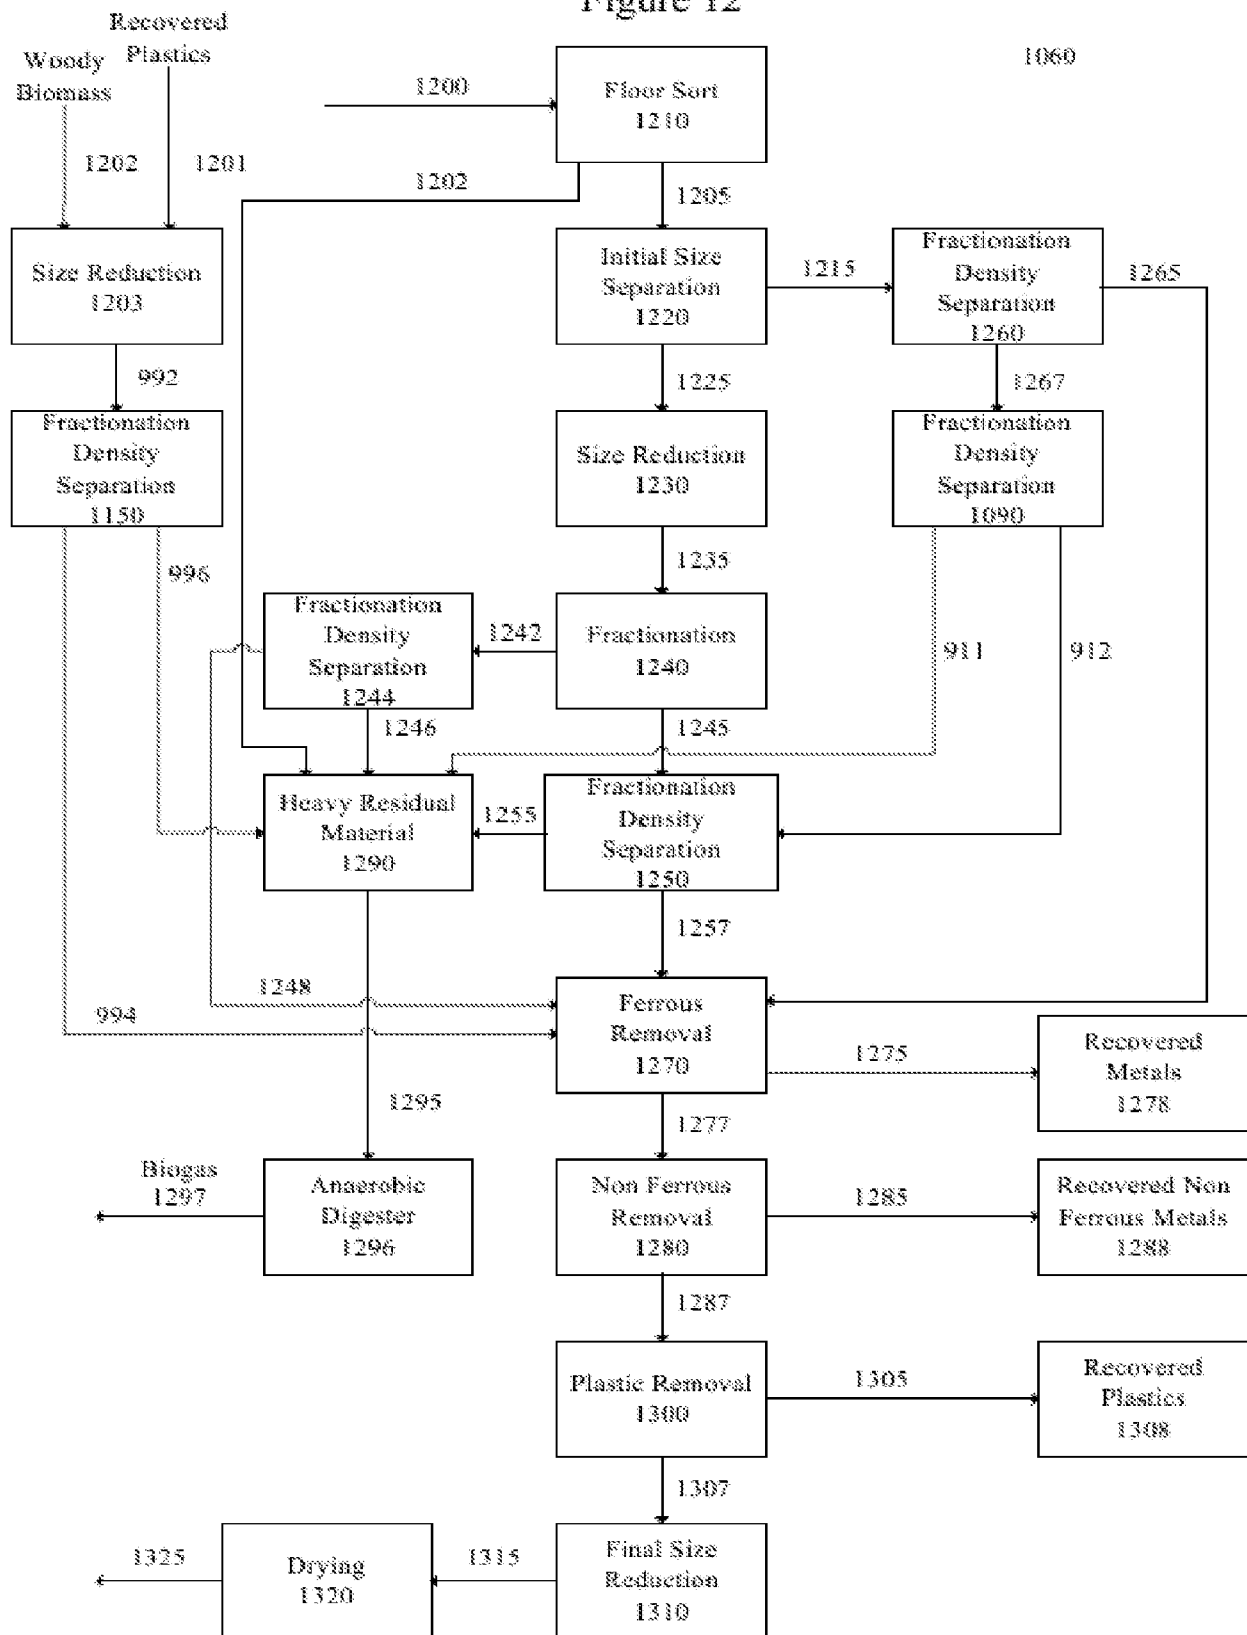 Figure 12
Recovered
Plastics
Woody
Biomass
1060
1200
Floor Sort
1210
1202
1201
1202
1205
Size Reduction
1203
Initial Size
Separation
1220
1215
Fractionation
Density
Separation
1260
1265
992
1225
1267
Fractionation
Density
Separation
1150
Size Reduction
1230
Fractionation
Density
Separation
1090
996
1235
Fractionation
Density
Separation
1244
1242
Fractionation
1240
911
912
1246
1245
Heavy Residual
Material
1290
1255
Fractionation
Density
Separation
1250
1257
1248
994
Ferrous
Removal
1270
1275
Recovered
Metals
1278
1295
1277
Biogas
1297
Anaerobic
Digester
1296
Non Ferrous
Removal
1280
1285
Recovered Non
Ferrous Metals
1288
1287
Plastic Removal
1300
1305
Recovered
Plastics
1308
1307
1325
Drying
1320
1315
Final Size
Reduction
1310